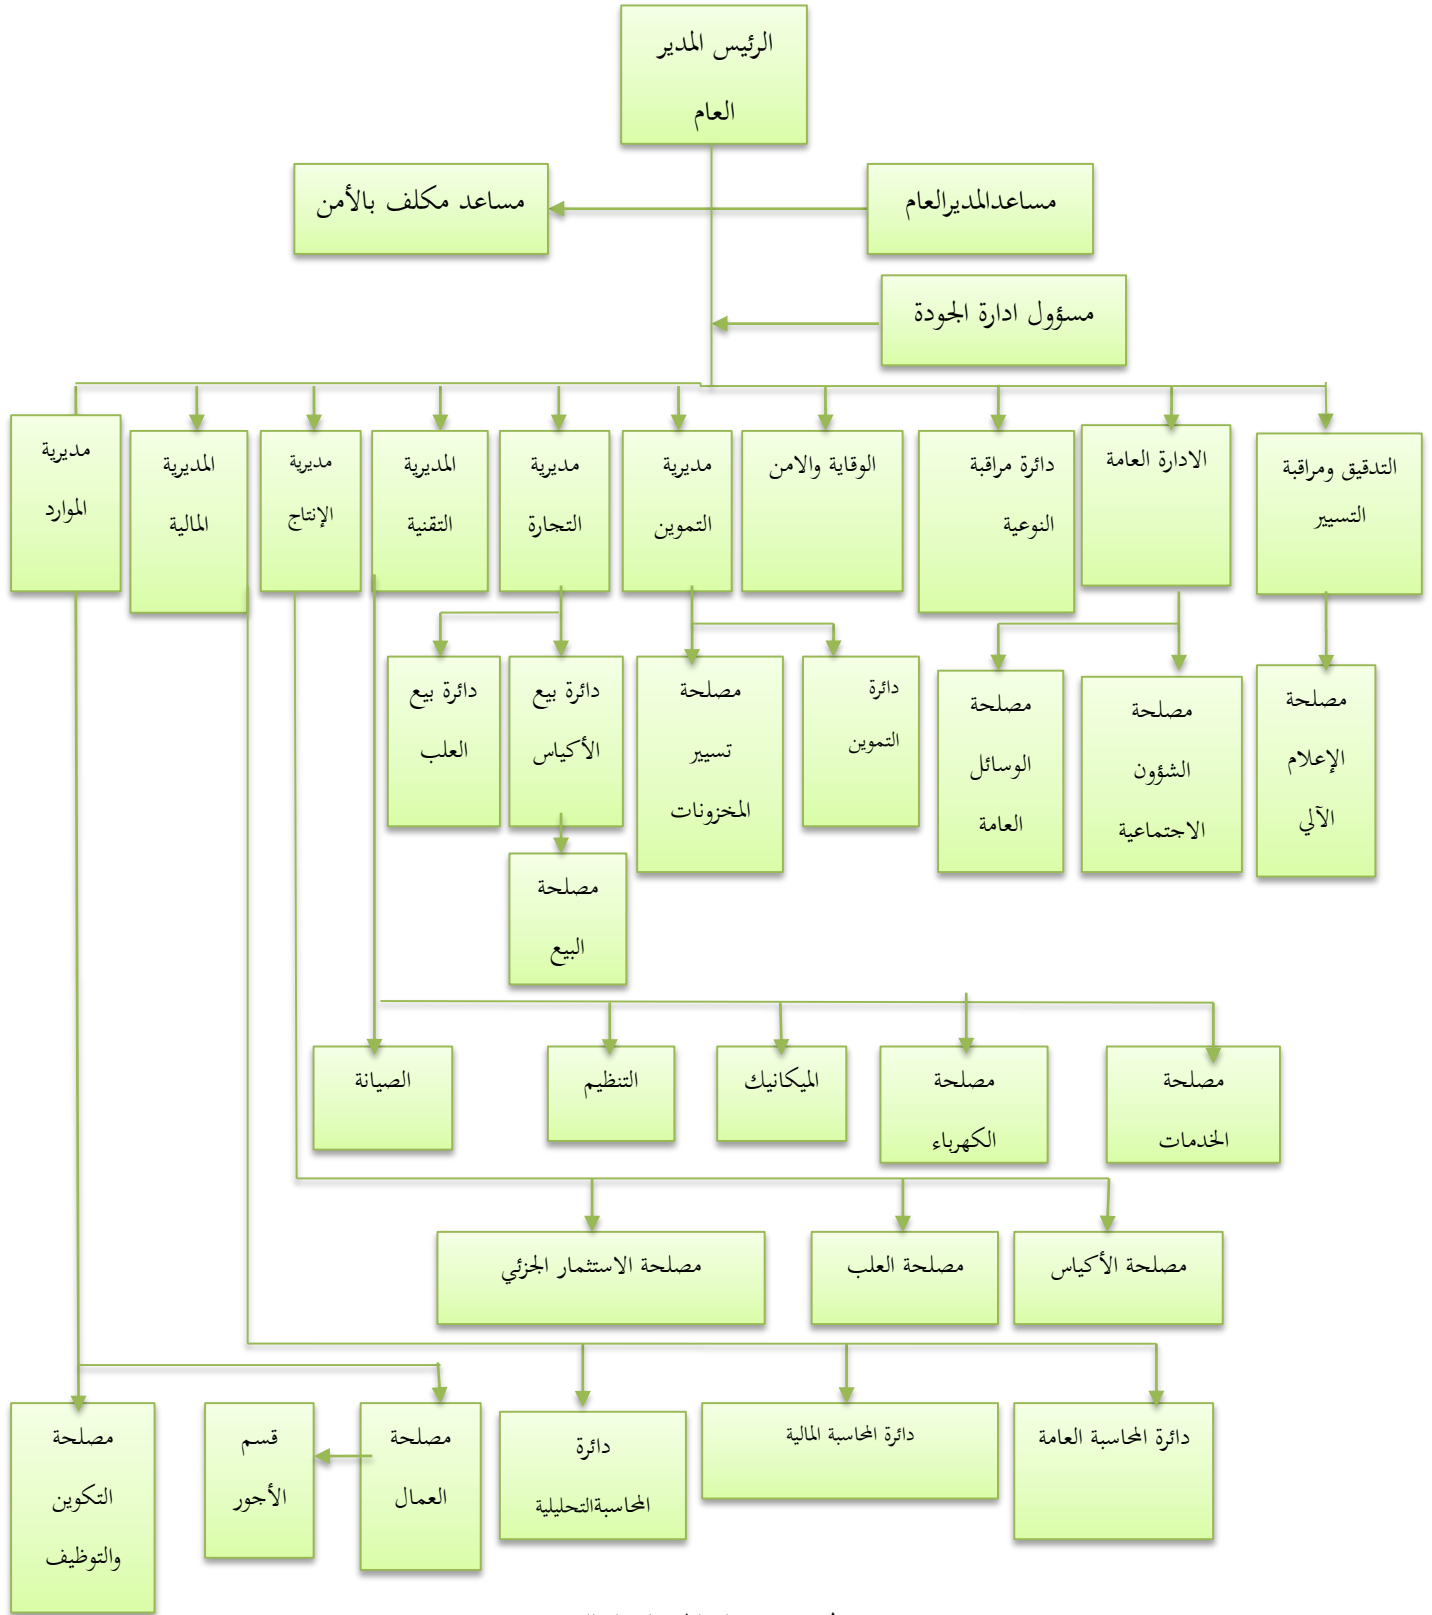 الرئيس المدير
العام
مساعدالمديرالعام
مساعد مكلف بالأمن
مسؤول ادارة الجودة
التدقيق ومراقبة
التسيير
الادارة العامة
دائرة مراقبة
النوعية
الوقاية والامن
مديرية
التموين
مديرية
التجارة
المديرية
التقنية
مديرية
الإنتاج
المديرية
المالية
مديرية
الموارد
مصلحة
الإعلام
الآلي
مصلحة
الشؤون
الاجتماعية
مصلحة
الوسائل
العامة
دائرة
التموين
مصلحة
تسيير
المخزونات
دائرة بيع
الأكياس
دائرة بيع
العلب
مصلحة
البيع
مصلحة
الخدمات
مصلحة
الكهرباء
الميكانيك
التنظيم
الصيانة
مصلحة الأكياس
مصلحة العلب
مصلحة الاستثمار الجزئي
دائرة المحاسبة العامة
دائرة المحاسبة المالية
دائرة
المحاسبةالتحليلية
مصلحة
العمال
قسم
الأجور
مصلحة
التكوين
والتوظيف